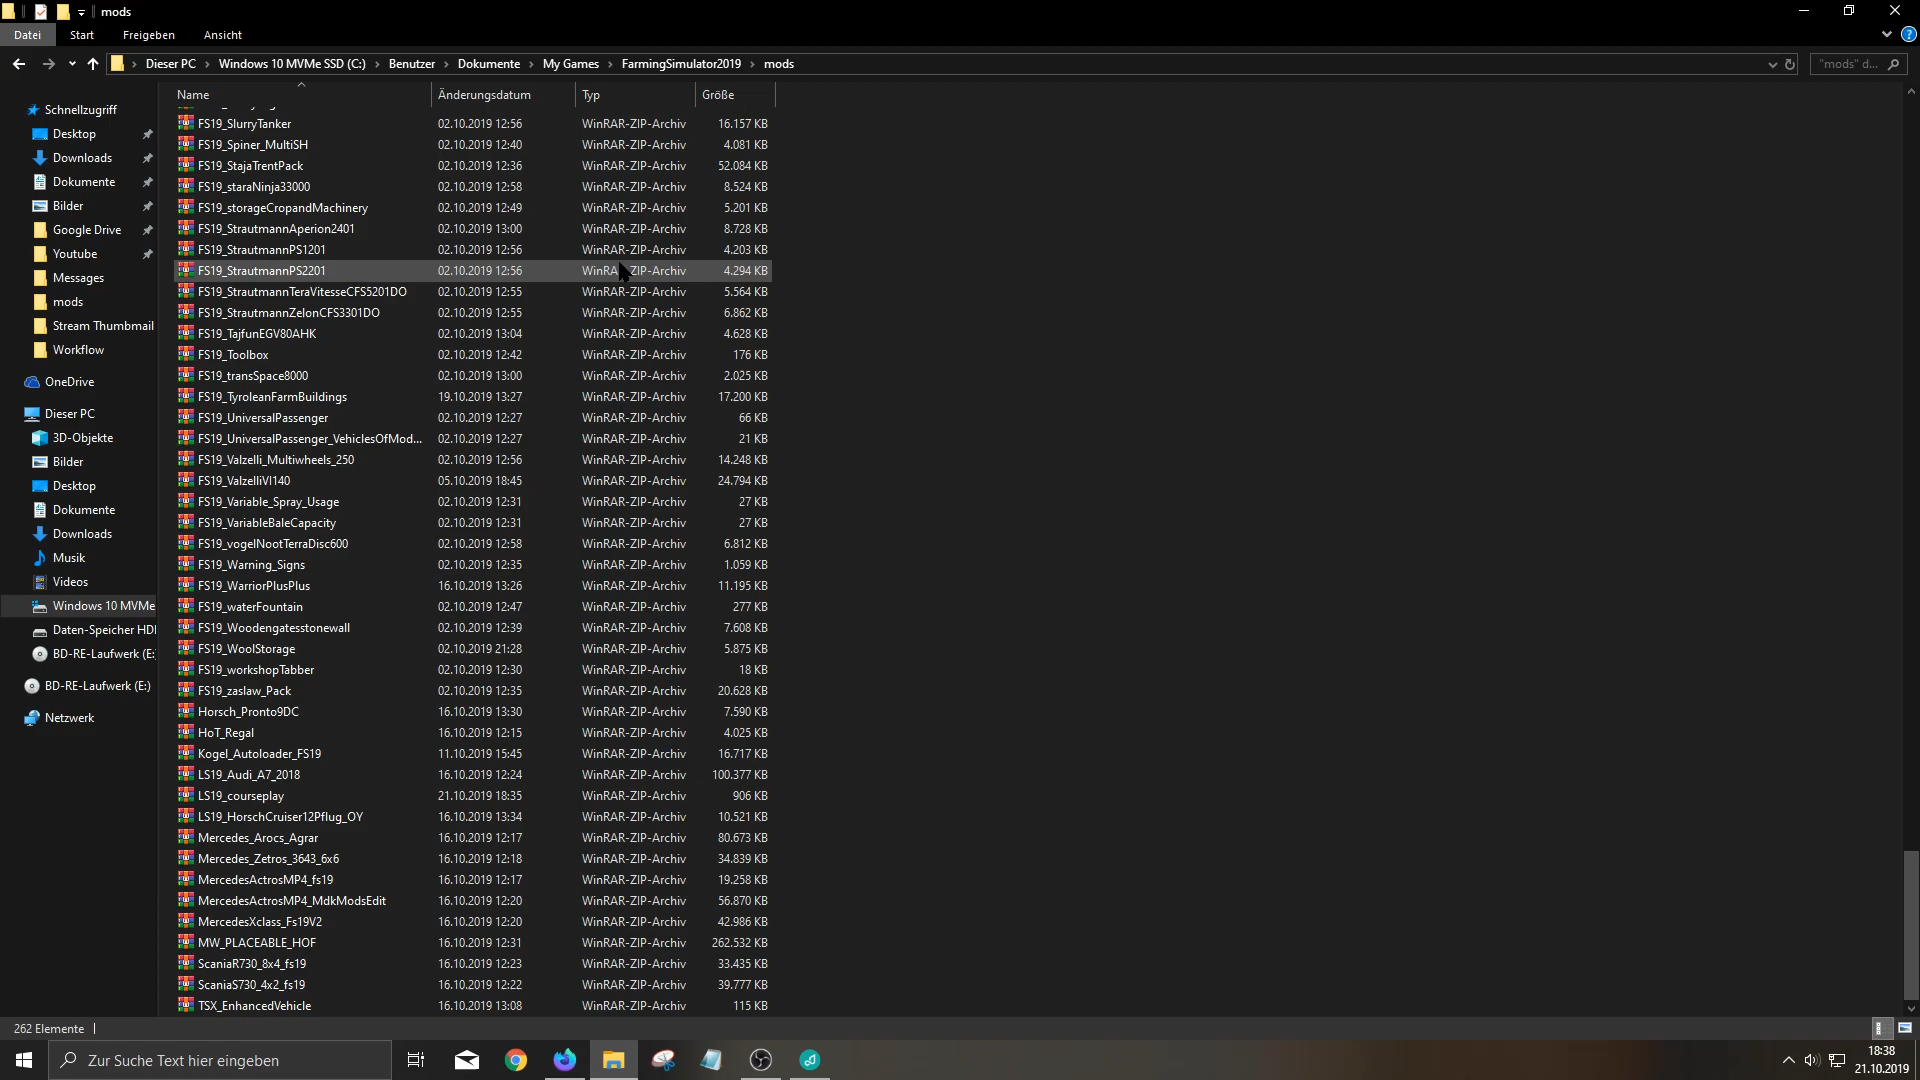 mods
Datei Start Freigeben Ansicht
Dieser PC Windows 10 MVMe SSD (C:) Benutzer Dokumente My Games FarmingSimulator2019 mods "mods" d...
Name Änderungsdatum Typ Größe
Schnellzugriff
Desktop
Downloads
Dokumente
Bilder
Google Drive
Youtube
Messages
mods
Stream Thumbmail
Workflow
OneDrive
Dieser PC
3D-Objekte
Bilder
Desktop
Dokumente
Downloads
Musik
Videos
Windows 10 MVMe
Daten-Speicher HDI
BD-RE-Laufwerk (E:
BD-RE-Laufwerk (E:)
Netzwerk
FS19_SlurryTanker 02.10.2019 12:56 WinRAR-ZIP-Archiv 16.157 KB
FS19_Spiner_MultiSH 02.10.2019 12:40 WinRAR-ZIP-Archiv 4.081 KB
FS19_StajaTrentPack 02.10.2019 12:36 WinRAR-ZIP-Archiv 52.084 KB
FS19_staraNinja33000 02.10.2019 12:58 WinRAR-ZIP-Archiv 8.524 KB
FS19_storageCropandMachinery 02.10.2019 12:49 WinRAR-ZIP-Archiv 5.201 KB
FS19_StrautmannAperion2401 02.10.2019 13:00 WinRAR-ZIP-Archiv 8.728 KB
FS19_StrautmannPS1201 02.10.2019 12:56 WinRAR-ZIP-Archiv 4.203 KB
FS19_StrautmannPS2201 02.10.2019 12:56 WinRAR-ZIP-Archiv 4.294 KB
FS19_StrautmannTeraVitesseCFS5201DO 02.10.2019 12:55 WinRAR-ZIP-Archiv 5.564 KB
FS19_StrautmannZelonCFS3301DO 02.10.2019 12:55 WinRAR-ZIP-Archiv 6.862 KB
FS19_TajfunEGV80AHK 02.10.2019 13:04 WinRAR-ZIP-Archiv 4.628 KB
FS19_Toolbox 02.10.2019 12:42 WinRAR-ZIP-Archiv 176 KB
FS19_transSpace8000 02.10.2019 13:00 WinRAR-ZIP-Archiv 2.025 KB
FS19_TyroleanFarmBuildings 19.10.2019 13:27 WinRAR-ZIP-Archiv 17.200 KB
FS19_UniversalPassenger 02.10.2019 12:27 WinRAR-ZIP-Archiv 66 KB
FS19_UniversalPassenger_VehiclesOfMod... 02.10.2019 12:27 WinRAR-ZIP-Archiv 21 KB
FS19_Valzelli_Multiwheels_250 02.10.2019 12:56 WinRAR-ZIP-Archiv 14.248 KB
FS19_ValzelliVI140 05.10.2019 18:45 WinRAR-ZIP-Archiv 24.794 KB
FS19_Variable_Spray_Usage 02.10.2019 12:31 WinRAR-ZIP-Archiv 27 KB
FS19_VariableBaleCapacity 02.10.2019 12:31 WinRAR-ZIP-Archiv 27 KB
FS19_vogelNootTerraDisc600 02.10.2019 12:58 WinRAR-ZIP-Archiv 6.812 KB
FS19_Warning_Signs 02.10.2019 12:35 WinRAR-ZIP-Archiv 1.059 KB
FS19_WarriorPlusPlus 16.10.2019 13:26 WinRAR-ZIP-Archiv 11.195 KB
FS19_waterFountain 02.10.2019 12:47 WinRAR-ZIP-Archiv 277 KB
FS19_Woodengatesstonewall 02.10.2019 12:39 WinRAR-ZIP-Archiv 7.608 KB
FS19_WoolStorage 02.10.2019 21:28 WinRAR-ZIP-Archiv 5.875 KB
FS19_workshopTabber 02.10.2019 12:30 WinRAR-ZIP-Archiv 18 KB
FS19_zaslaw_Pack 02.10.2019 12:35 WinRAR-ZIP-Archiv 20.628 KB
Horsch_Pronto9DC 16.10.2019 13:30 WinRAR-ZIP-Archiv 7.590 KB
HoT_Regal 16.10.2019 12:15 WinRAR-ZIP-Archiv 4.025 KB
Kogel_Autoloader_FS19 11.10.2019 15:45 WinRAR-ZIP-Archiv 16.717 KB
LS19_Audi_A7_2018 16.10.2019 12:24 WinRAR-ZIP-Archiv 100.377 KB
LS19_courseplay 21.10.2019 18:35 WinRAR-ZIP-Archiv 906 KB
LS19_HorschCruiser12Pflug_OY 16.10.2019 13:34 WinRAR-ZIP-Archiv 10.521 KB
Mercedes_Arocs_Agrar 16.10.2019 12:17 WinRAR-ZIP-Archiv 80.673 KB
Mercedes_Zetros_3643_6x6 16.10.2019 12:18 WinRAR-ZIP-Archiv 34.839 KB
MercedesActrosMP4_fs19 16.10.2019 12:17 WinRAR-ZIP-Archiv 19.258 KB
MercedesActrosMP4_MdkModsEdit 16.10.2019 12:20 WinRAR-ZIP-Archiv 56.870 KB
MercedesXclass_Fs19V2 16.10.2019 12:20 WinRAR-ZIP-Archiv 42.986 KB
MW_PLACEABLE_HOF 16.10.2019 12:31 WinRAR-ZIP-Archiv 262.532 KB
ScaniaR730_8x4_fs19 16.10.2019 12:23 WinRAR-ZIP-Archiv 33.435 KB
ScaniaS730_4x2_fs19 16.10.2019 12:22 WinRAR-ZIP-Archiv 39.777 KB
TSX_EnhancedVehicle 16.10.2019 13:08 WinRAR-ZIP-Archiv 115 KB
262 Elemente
Zur Suche Text hier eingeben
18:38
21.10.2019